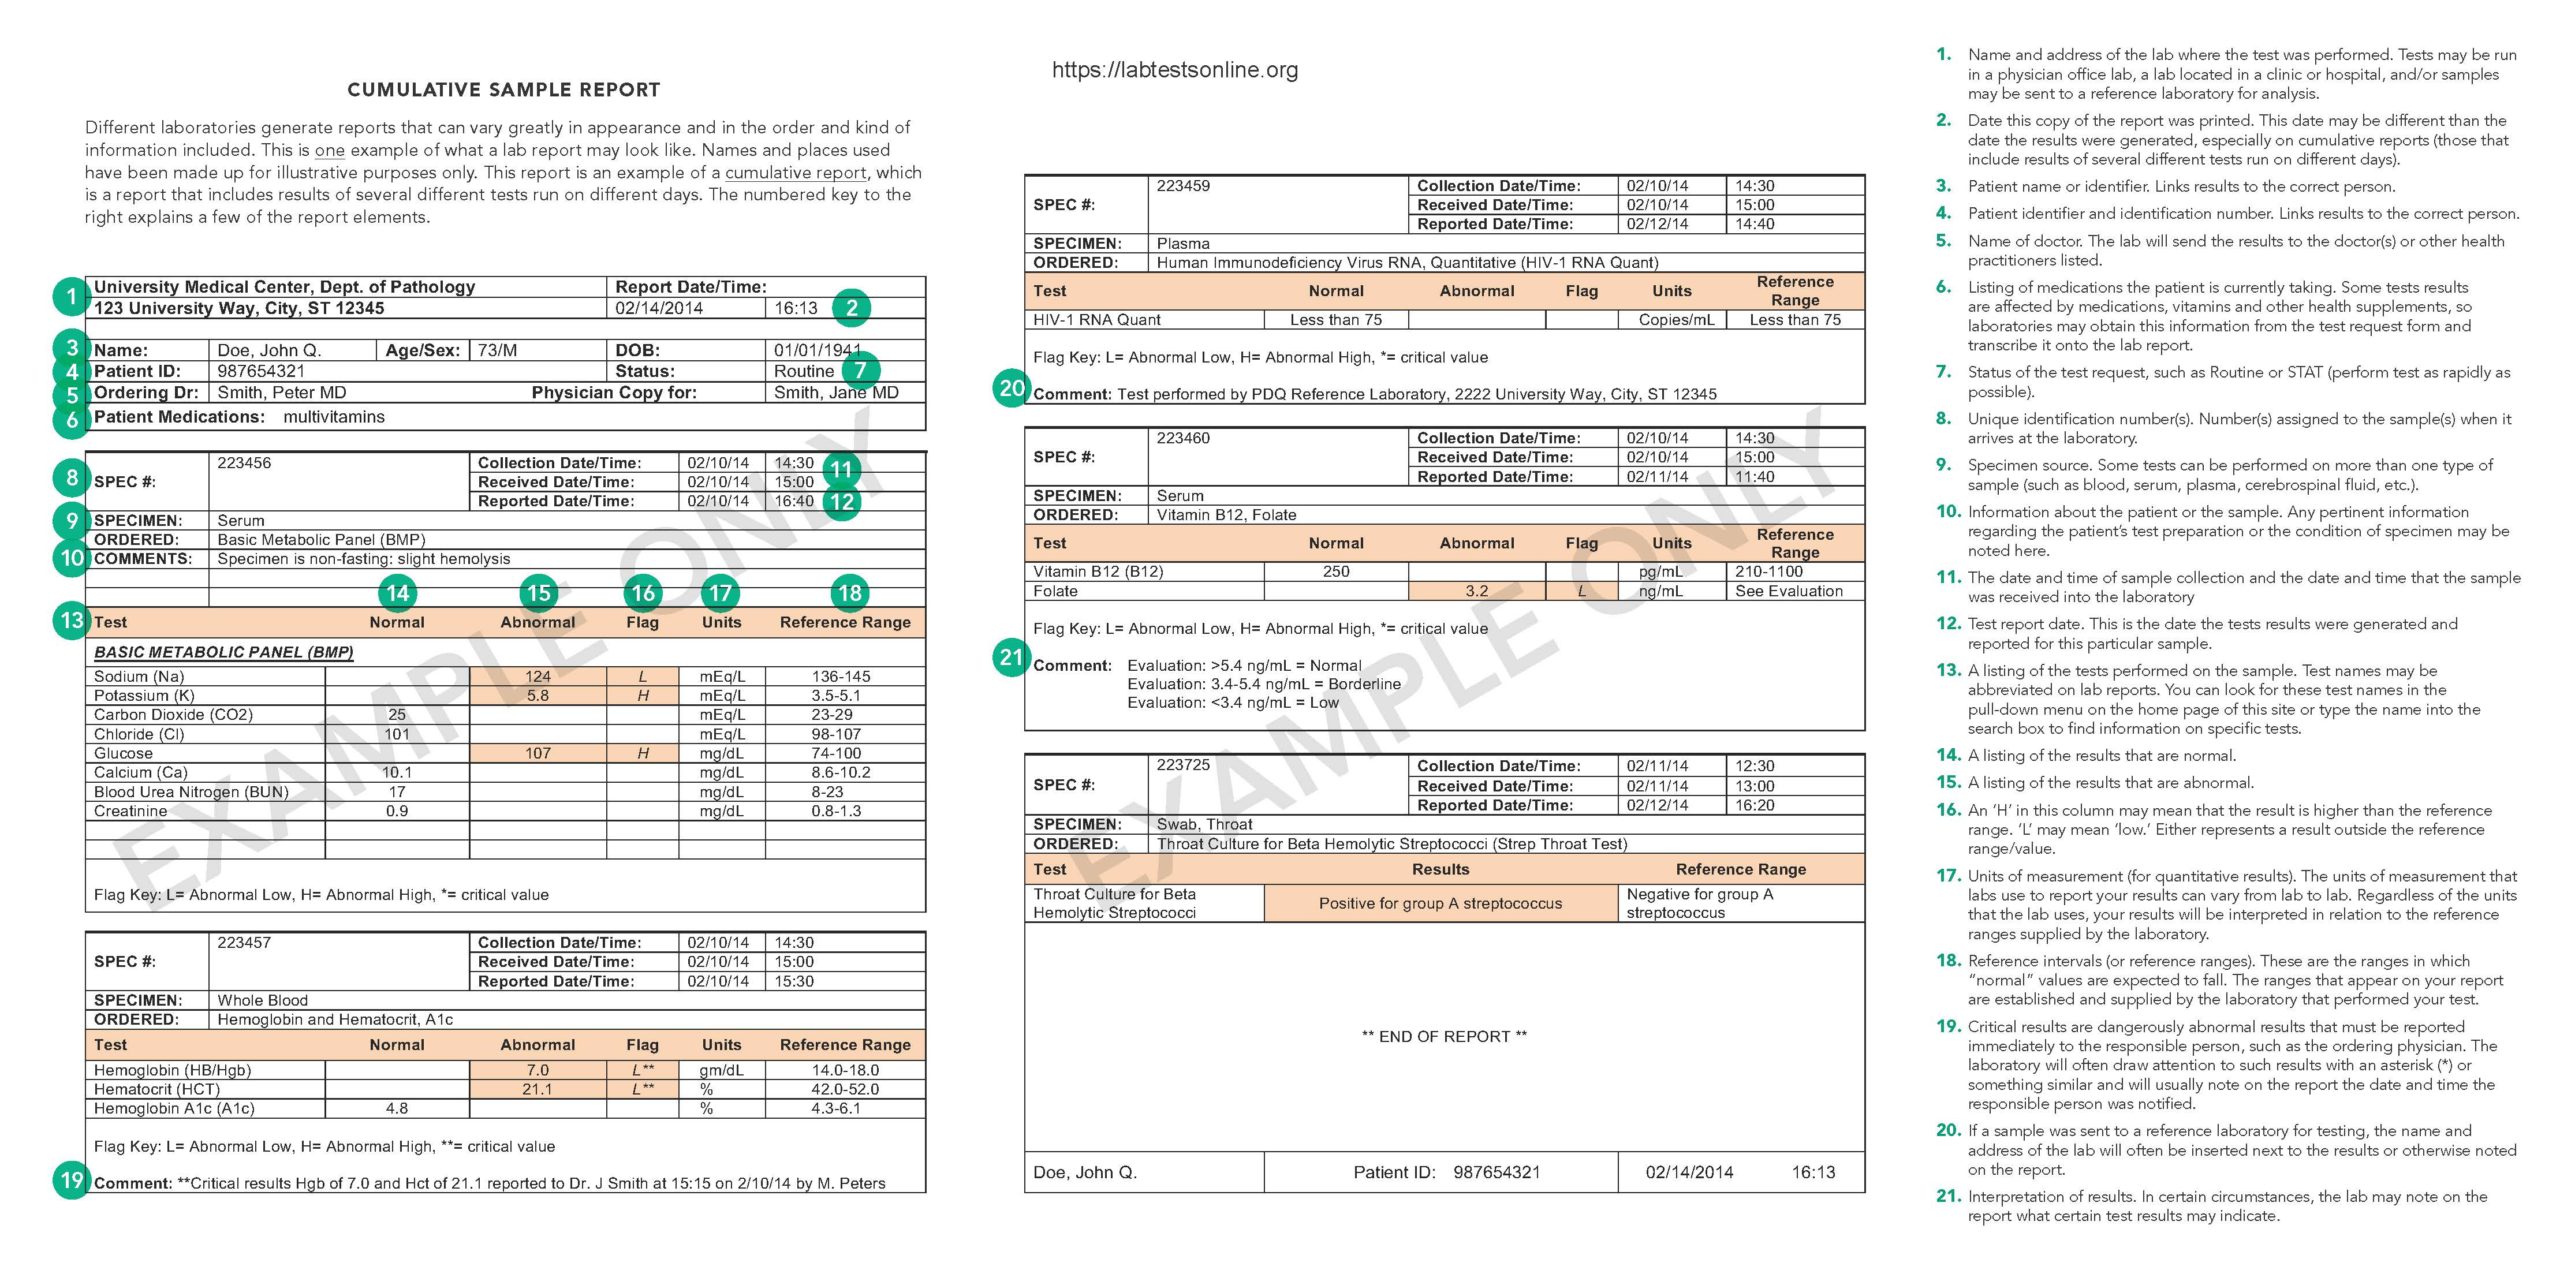 CUMULATIVE SAMPLE REPORT
Different laboratories generate reports that can vary greatly in appearance and in the order and kind of
information included. This is one example of what a lab report may look like. Names and places used
have been made up for illustrative purposes only. This report is an example of a cumulative report, which
is a report that includes results of several different tests run on different days. The numbered key to the
right explains a few of the report elements.
1 University Medical Center, Dept. of Pathology Report Date/Time:
123 University Way, City, ST 12345 02/14/2014 16:13 2
3 Name: Doe, John Q. Age/Sex: 73/M DOB: 01/01/1941
4 Patient ID: 987654321 Status: Routine 7
5 Ordering Dr: Smith, Peter MD Physician Copy for: Smith, Jane MD
6 Patient Medications: multivitamins
8 SPEC #: 223456 Collection Date/Time: 02/10/14 14:30 11
Received Date/Time: 02/10/14 15:00
Reported Date/Time: 02/10/14 16:40 12
9 SPECIMEN: Serum
ORDERED: Basic Metabolic Panel (BMP)
10 COMMENTS: Specimen is non-fasting: slight hemolysis
14 15 16 17 18
13 Test Normal Abnormal Flag Units Reference Range
BASIC METABOLIC PANEL (BMP)
Sodium (Na) 124 L mEq/L 136-145
Potassium (K) 5.8 H mEq/L 3.5-5.1
Carbon Dioxide (CO2) 25 mEq/L 23-29
Chloride (Cl) 101 mEq/L 98-107
Glucose 107 H mg/dL 74-100
Calcium (Ca) 10.1 mg/dL 8.6-10.2
Blood Urea Nitrogen (BUN) 17 mg/dL 8-23
Creatinine 0.9 mg/dL 0.8-1.3
Flag Key: L= Abnormal Low, H= Abnormal High, *= critical value
EXAMPLE ONLY
SPEC #: 223457 Collection Date/Time: 02/10/14 14:30
Received Date/Time: 02/10/14 15:00
Reported Date/Time: 02/10/14 15:30
SPECIMEN: Whole Blood
ORDERED: Hemoglobin and Hematocrit, A1c
Test Normal Abnormal Flag Units Reference Range
Hemoglobin (HB/Hgb) 7.0 L** gm/dL 14.0-18.0
Hematocrit (HCT) 21.1 L** % 42.0-52.0
Hemoglobin A1c (A1c) 4.8 % 4.3-6.1
Flag Key: L= Abnormal Low, H= Abnormal High, **= critical value
19 Comment: **Critical results Hgb of 7.0 and Hct of 21.1 reported to Dr. J Smith at 15:15 on 2/10/14 by M. Peters
https://labtestsonline.org
SPEC #: 223459 Collection Date/Time: 02/10/14 14:30
Received Date/Time: 02/10/14 15:00
Reported Date/Time: 02/12/14 14:40
SPECIMEN: Plasma
ORDERED: Human Immunodeficiency Virus RNA, Quantitative (HIV-1 RNA Quant)
Test Normal Abnormal Flag Units Reference
Range
HIV-1 RNA Quant Less than 75 Copies/mL Less than 75
Flag Key: L= Abnormal Low, H= Abnormal High, *= critical value
20 Comment: Test performed by PDQ Reference Laboratory, 2222 University Way, City, ST 12345
SPEC #: 223460 Collection Date/Time: 02/10/14 14:30
Received Date/Time: 02/10/14 15:00
Reported Date/Time: 02/11/14 11:40
SPECIMEN: Serum
ORDERED: Vitamin B12, Folate
Test Normal Abnormal Flag Units Reference
Range
Vitamin B12 (B12) 250 pg/mL 210-1100
Folate 3.2 L ng/mL See Evaluation
Flag Key: L= Abnormal Low, H= Abnormal High, *= critical value
21 Comment: Evaluation: >5.4 ng/mL = Normal
Evaluation: 3.4-5.4 ng/mL = Borderline
Evaluation: <3.4 ng/mL = Low
EXAMPLE ONLY
SPEC #: 223725 Collection Date/Time: 02/11/14 12:30
Received Date/Time: 02/11/14 13:00
Reported Date/Time: 02/12/14 16:20
SPECIMEN: Swab, Throat
ORDERED: Throat Culture for Beta Hemolytic Streptococci (Strep Throat Test)
Test Results Reference Range
Throat Culture for Beta
Hemolytic Streptococci
Positive for group A streptococcus
Negative for group A
streptococcus
** END OF REPORT **
Doe, John Q. Patient ID: 987654321 02/14/2014 16:13
1. Name and address of the lab where the test was performed. Tests may be run
in a physician office lab, a lab located in a clinic or hospital, and/or samples
may be sent to a reference laboratory for analysis.
2. Date this copy of the report was printed. This date may be different than the
date the results were generated, especially on cumulative reports (those that
include results of several different tests run on different days).
3. Patient name or identifier. Links results to the correct person.
4. Patient identifier and identification number. Links results to the correct person.
5. Name of doctor. The lab will send the results to the doctor(s) or other health
practitioners listed.
6. Listing of medications the patient is currently taking. Some tests results
are affected by medications, vitamins and other health supplements, so
laboratories may obtain this information from the test request form and
transcribe it onto the lab report.
7. Status of the test request, such as Routine or STAT (perform test as rapidly as
possible).
8. Unique identification number(s). Number(s) assigned to the sample(s) when it
arrives at the laboratory.
9. Specimen source. Some tests can be performed on more than one type of
sample (such as blood, serum, plasma, cerebrospinal fluid, etc.).
10. Information about the patient or the sample. Any pertinent information
regarding the patient’s test preparation or the condition of specimen may be
noted here.
11. The date and time of sample collection and the date and time that the sample
was received into the laboratory
12. Test report date. This is the date the tests results were generated and
reported for this particular sample.
13. A listing of the tests performed on the sample. Test names may be
abbreviated on lab reports. You can look for these test names in the
pull-down menu on the home page of this site or type the name into the
search box to find information on specific tests.
14. A listing of the results that are normal.
15. A listing of the results that are abnormal.
16. An ‘H’ in this column may mean that the result is higher than the reference
range. ‘L’ may mean ‘low.’ Either represents a result outside the reference
range/value.
17. Units of measurement (for quantitative results). The units of measurement that
labs use to report your results can vary from lab to lab. Regardless of the units
that the lab uses, your results will be interpreted in relation to the reference
ranges supplied by the laboratory.
18. Reference intervals (or reference ranges). These are the ranges in which
“normal” values are expected to fall. The ranges that appear on your report
are established and supplied by the laboratory that performed your test.
19. Critical results are dangerously abnormal results that must be reported
immediately to the responsible person, such as the ordering physician. The
laboratory will often draw attention to such results with an asterisk (*) or
something similar and will usually note on the report the date and time the
responsible person was notified.
20. If a sample was sent to a reference laboratory for testing, the name and
address of the lab will often be inserted next to the results or otherwise noted
on the report.
21. Interpretation of results. In certain circumstances, the lab may note on the
report what certain test results may indicate.